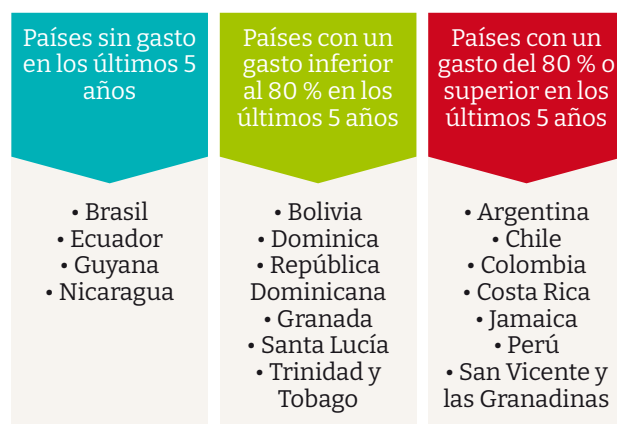 Países sin gasto
en los últimos 5
años
• Brasil
• Ecuador
• Guyana
• Nicaragua
Países con un
gasto inferior
al 80 % en los
últimos 5 años
• Bolivia
• Dominica
• República
Dominicana
• Granada
• Santa Lucía
• Trinidad y
Tobago
Países con un
gasto del 80 % o
superior en los
últimos 5 años
• Argentina
• Chile
• Colombia
• Costa Rica
• Jamaica
• Perú
• San Vicente y
las Granadinas